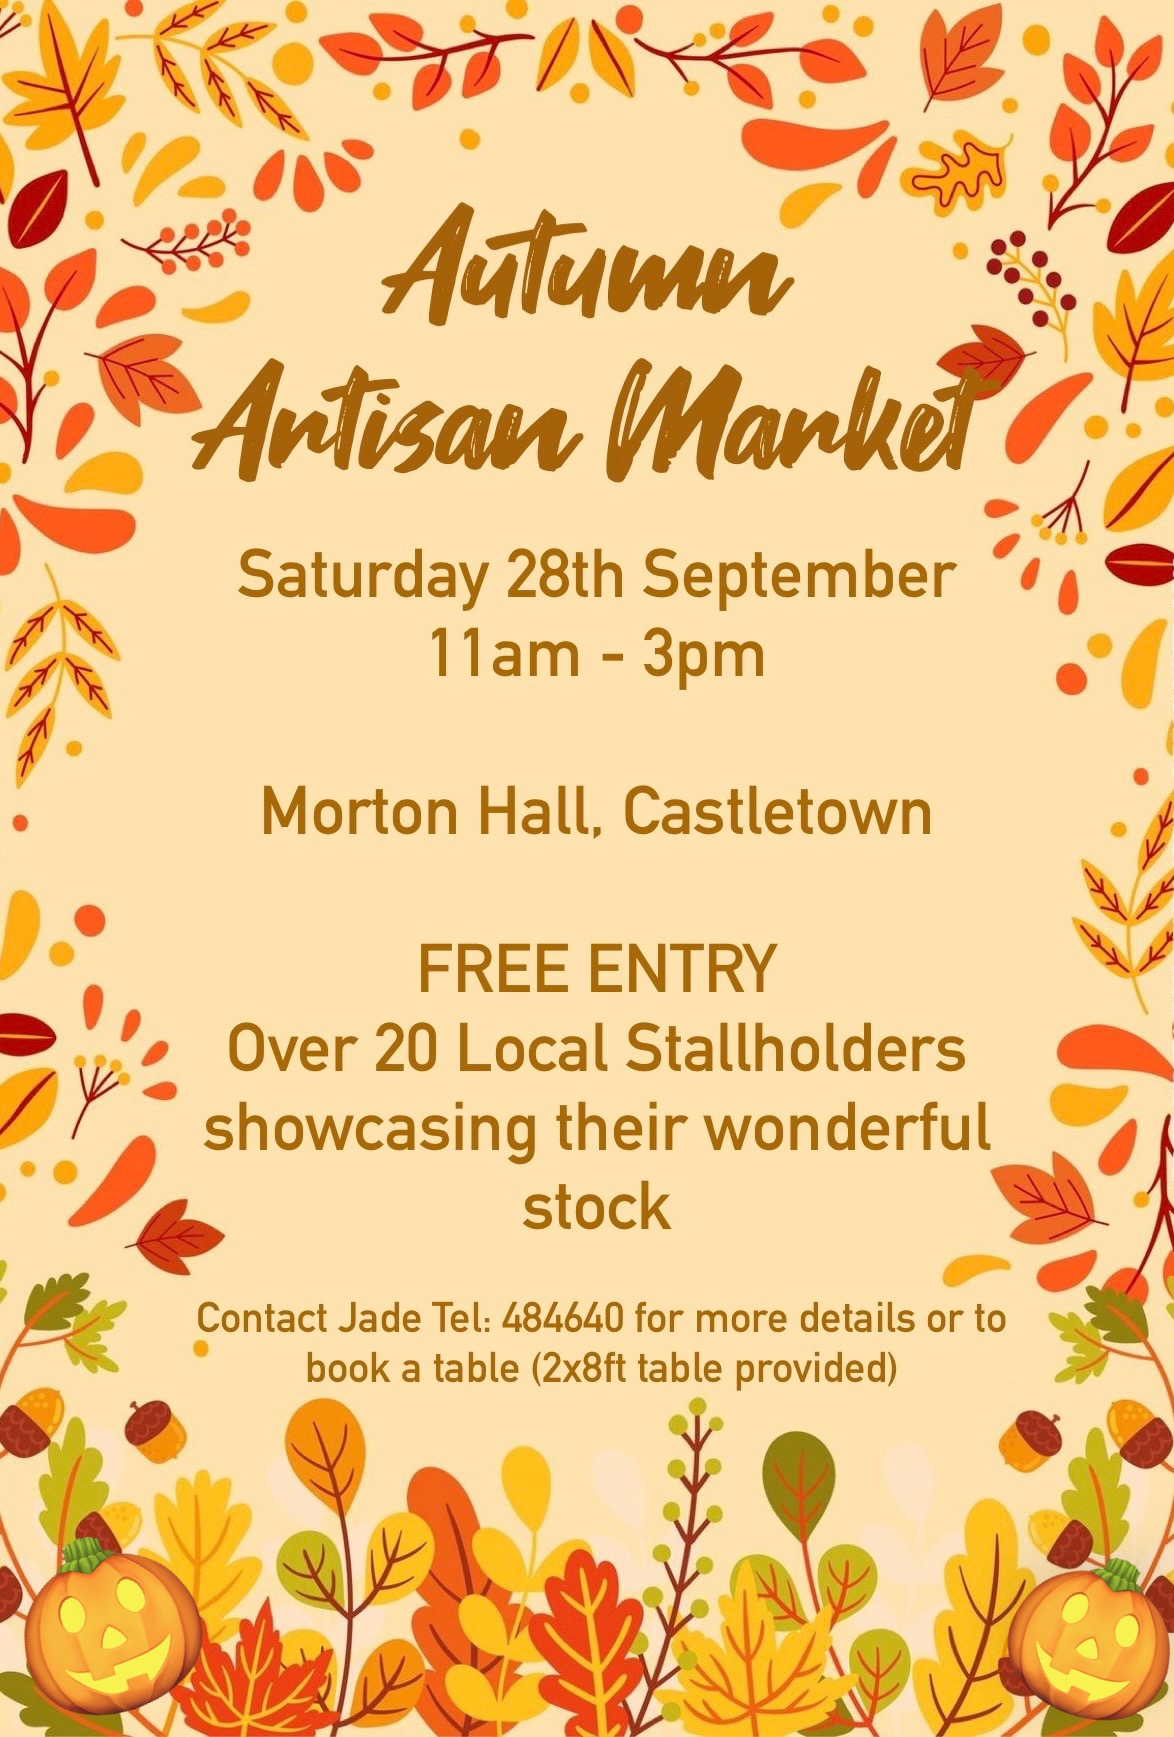 Autumn
Artisan Market
Saturday 28th September
11am - 3pm
Morton Hall, Castletown
FREE ENTRY
Over 20 Local Stallholders
showcasing their wonderful
stock
Contact Jade Tel: 484640 for more details or to
book a table (2x8ft table provided)